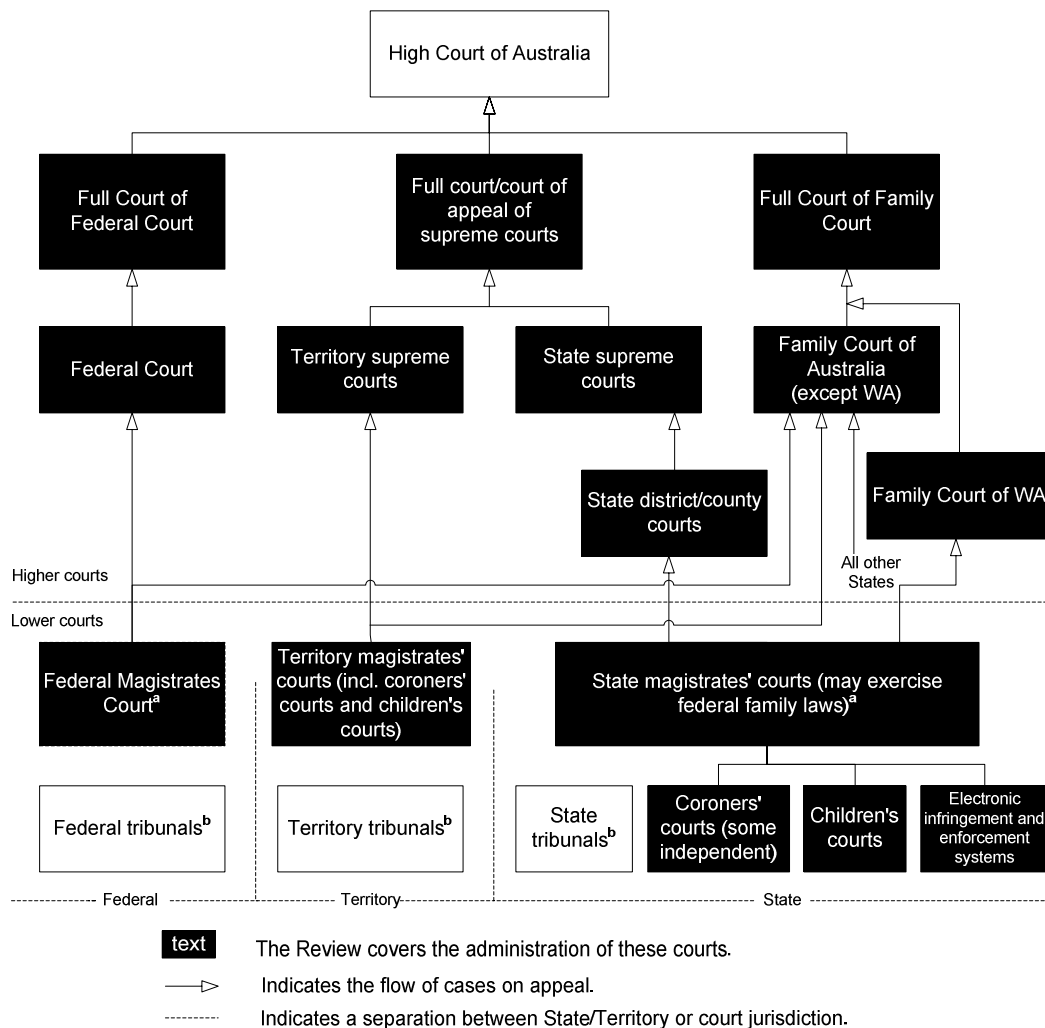 High Court of Australia
Full Court of
Federal Court
Full court/court of
appeal of
supreme courts
Full Court of Family
Court
Federal Court
Territory supreme
courts
State supreme
courts
Family Court of
Australia
(except WA)
State district/county
courts
Family Court of WA
Higher courts
All other
States
Lower courts
Federal Magistrates
Courtᵃ
Territory magistrates'
courts (incl. coroners'
courts and children's
courts)
State magistrates' courts (may exercise
federal family laws)ᵃ
Federal tribunalsᵇ
Territory tribunalsᵇ
State
tribunalsᵇ
Coroners'
courts (some
independent)
Children's
courts
Electronic
infringement and
enforcement
systems
Federal
Territory
State
text
The Review covers the administration of these courts.
Indicates the flow of cases on appeal.
Indicates a separation between State/Territory or court jurisdiction.